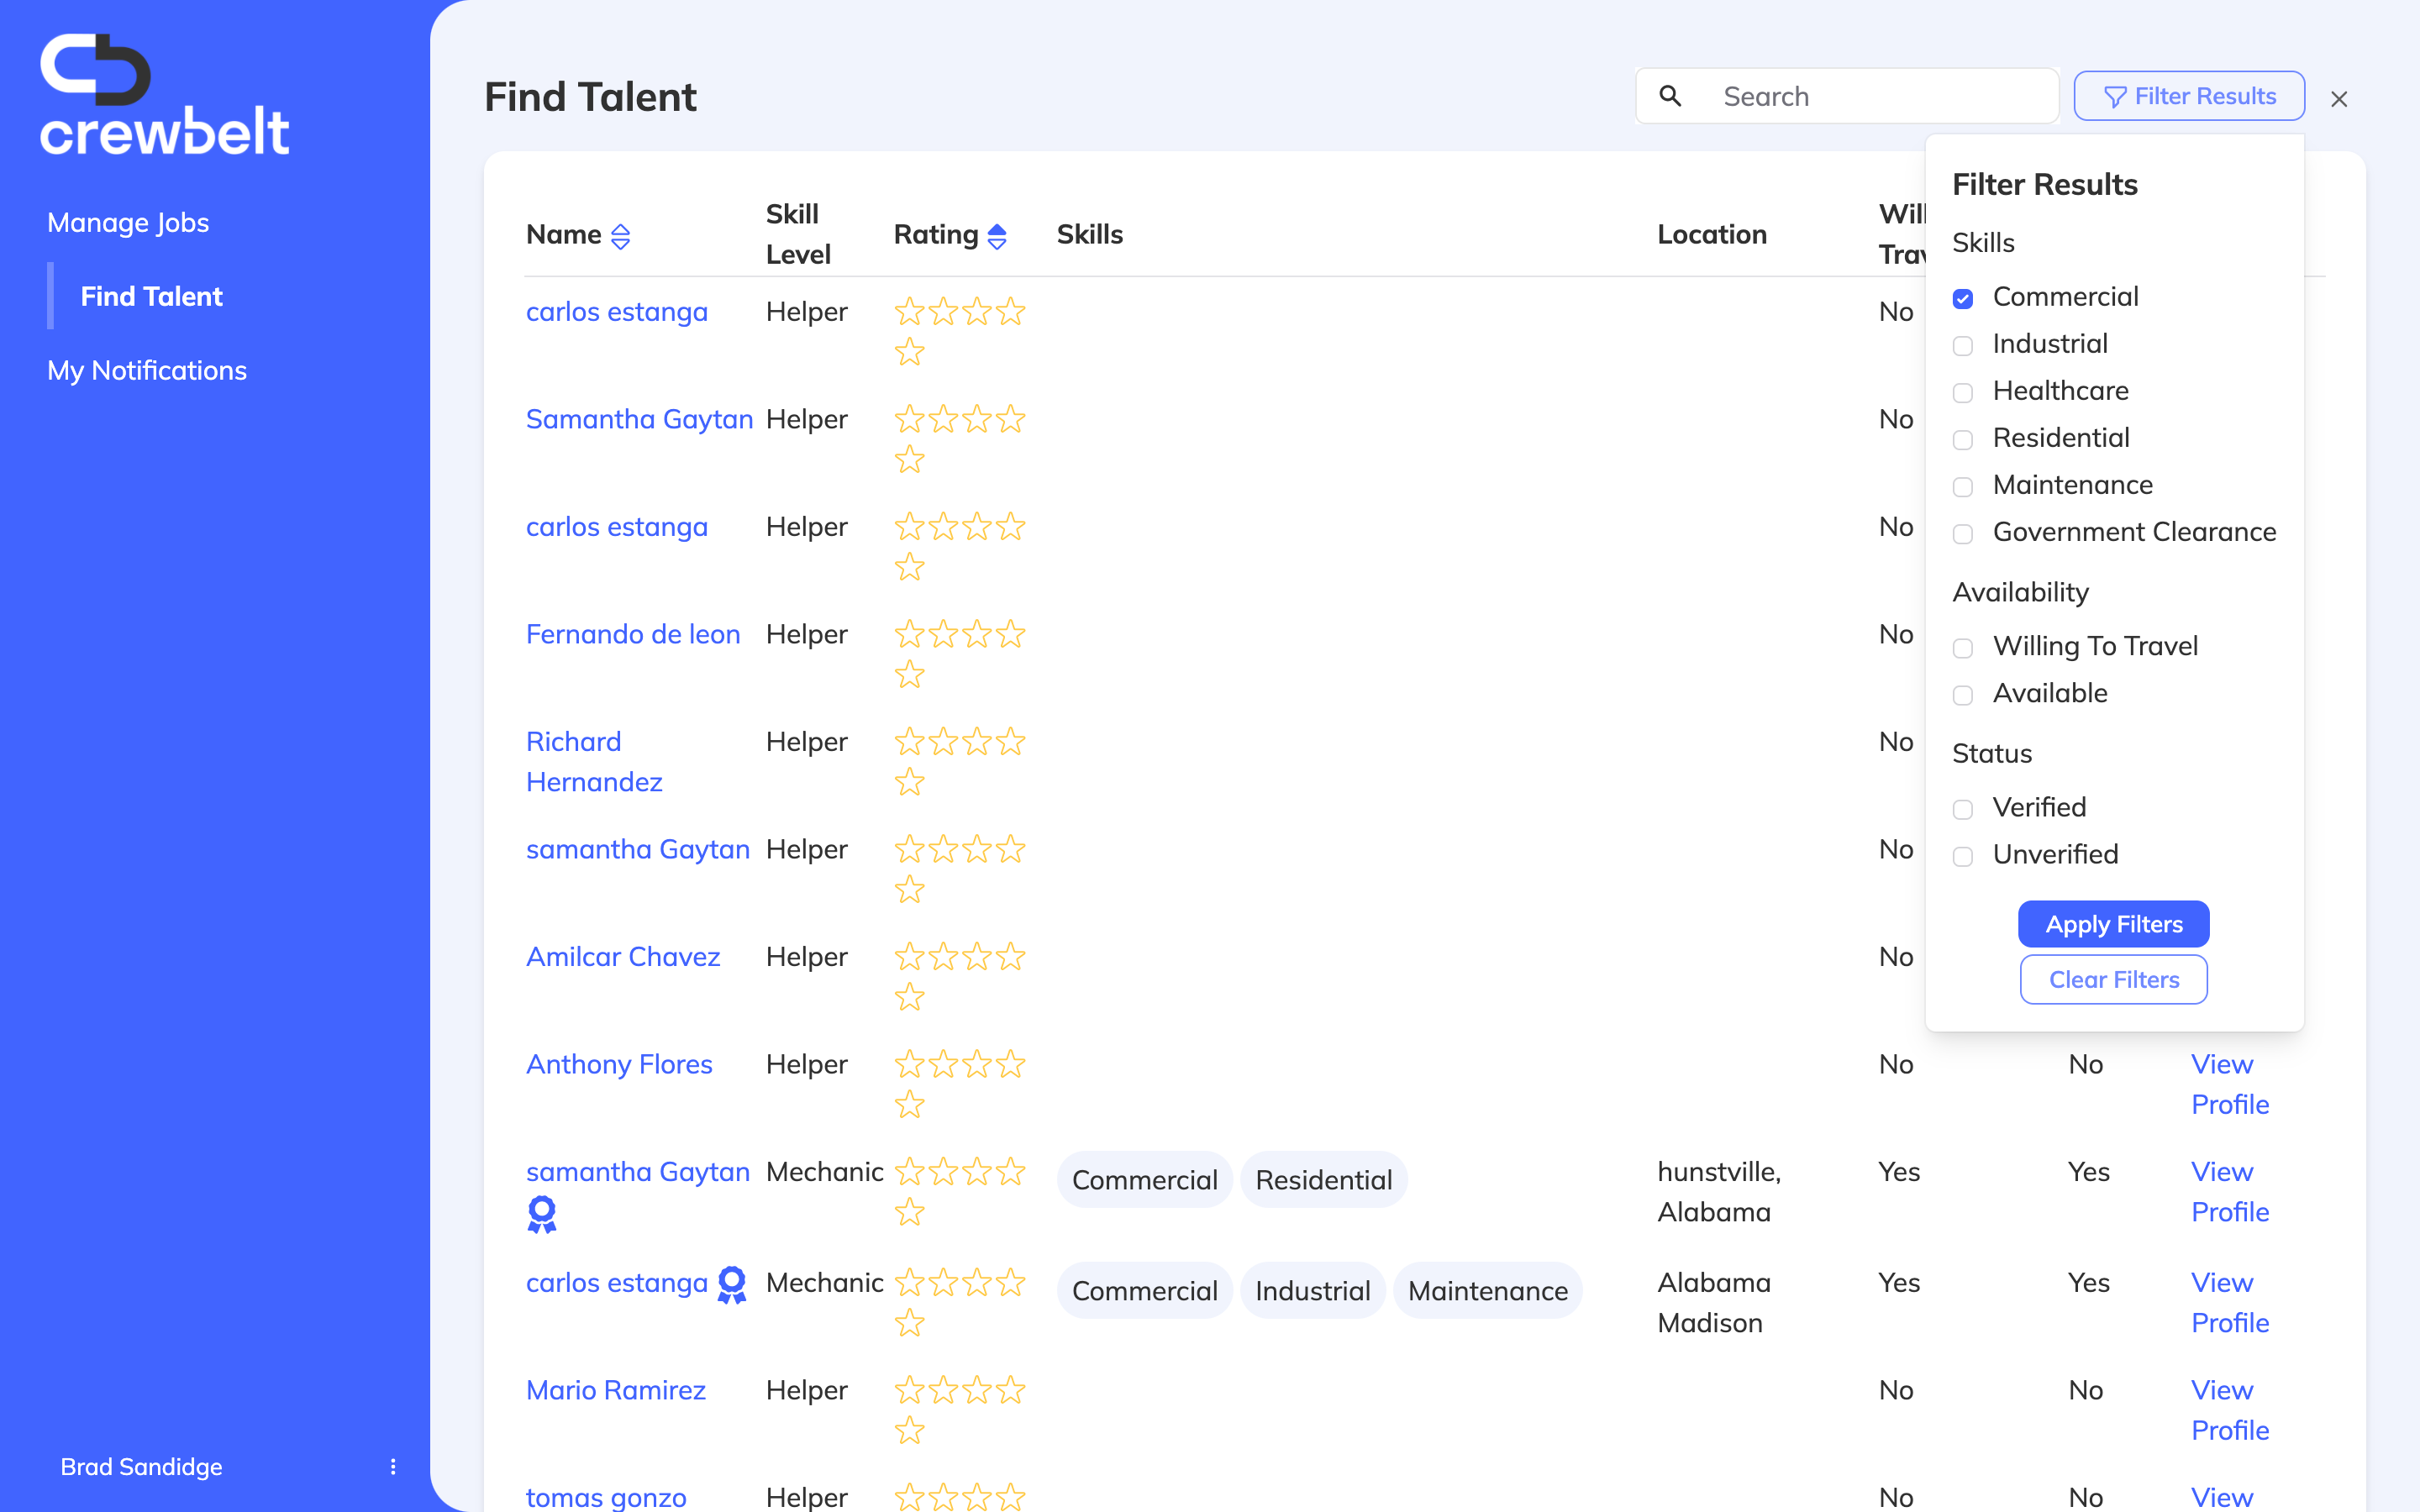 crewbelt
Manage Jobs
Find Talent
My Notifications
Brad Sandidge
Find Talent
Search
Filter Results
Name
Skill
Level
Rating
Skills
Location
Filter Results
Skills
Commercial
Industrial
Healthcare
Residential
Maintenance
Government Clearance
Availability
Willing To Travel
Available
Status
Verified
Unverified
Apply Filters
Clear Filters
carlos estanga Helper No
Samantha Gaytan Helper No
carlos estanga Helper No
Fernando de leon Helper No
Richard Helper No
Hernandez
samantha Gaytan Helper No
Amilcar Chavez Helper No
Anthony Flores Helper No No View
Profile
samantha Gaytan Mechanic Commercial Residential hunstville, Yes Yes View
Alabama Profile
carlos estanga Mechanic Commercial Industrial Maintenance Alabama Yes Yes View
Madison Profile
Mario Ramirez Helper No No View
Profile
tomas gonzo Helper No No View